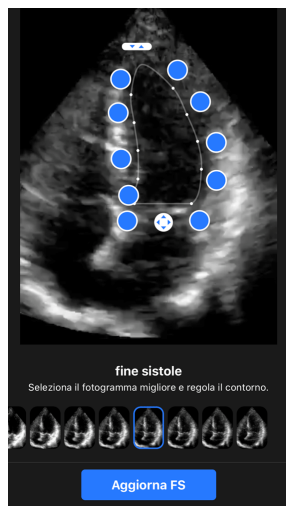 fine sistole
Seleziona il fotogramma migliore e regola il contorno.
Aggiorna FS